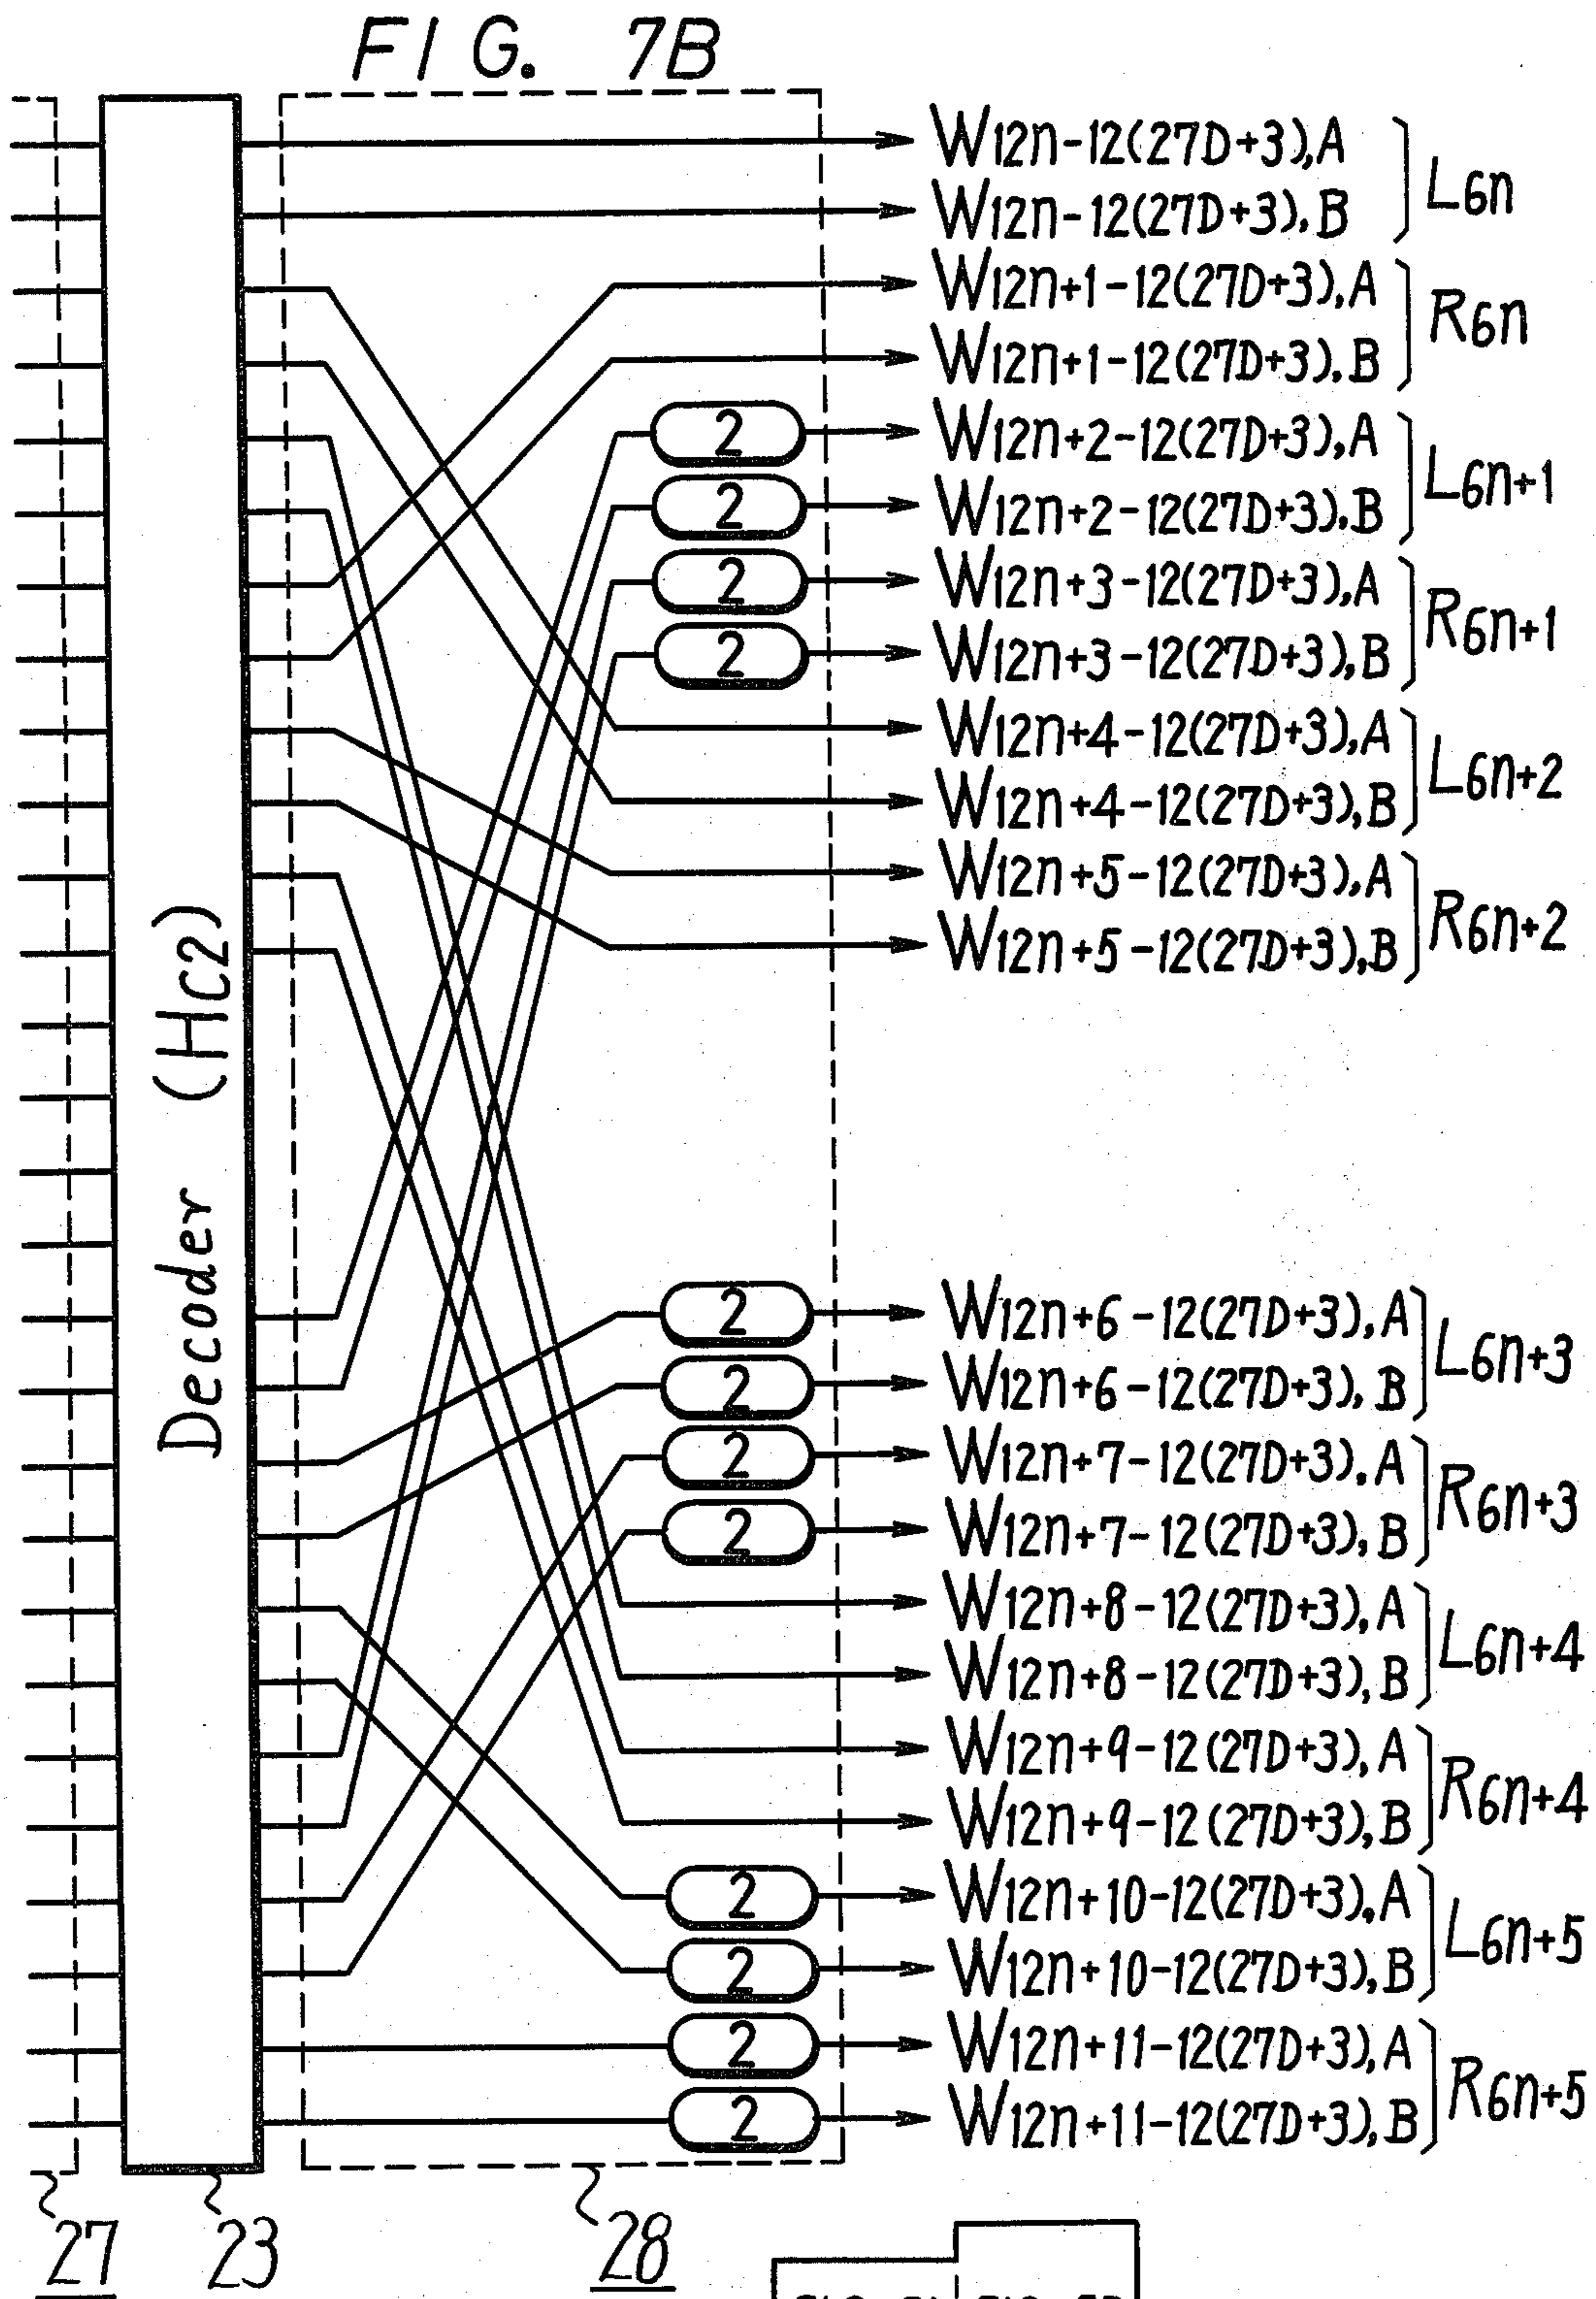 FIG. 7B
W12n-12(27D+3),A
W12n-12(27D+3),B
L6n
W12n+1-12(27D+3),A
W12n+1-12(27D+3),B
R6n
2 W12n+2-12(27D+3),A
2 W12n+2-12(27D+3),B
L6n+1
2 W12n+3-12(27D+3),A
2 W12n+3-12(27D+3),B
R6n+1
W12n+4-12(27D+3),A
W12n+4-12(27D+3),B
L6n+2
W12n+5-12(27D+3),A
W12n+5-12(27D+3),B
R6n+2
Decoder (Hc2)
2 W12n+6-12(27D+3),A
2 W12n+6-12(27D+3),B
L6n+3
2 W12n+7-12(27D+3),A
2 W12n+7-12(27D+3),B
R6n+3
W12n+8-12(27D+3),A
W12n+8-12(27D+3),B
L6n+4
W12n+9-12(27D+3),A
W12n+9-12(27D+3),B
R6n+4
2 W12n+10-12(27D+3),A
2 W12n+10-12(27D+3),B
L6n+5
2 W12n+11-12(27D+3),A
2 W12n+11-12(27D+3),B
R6n+5
27 23 28